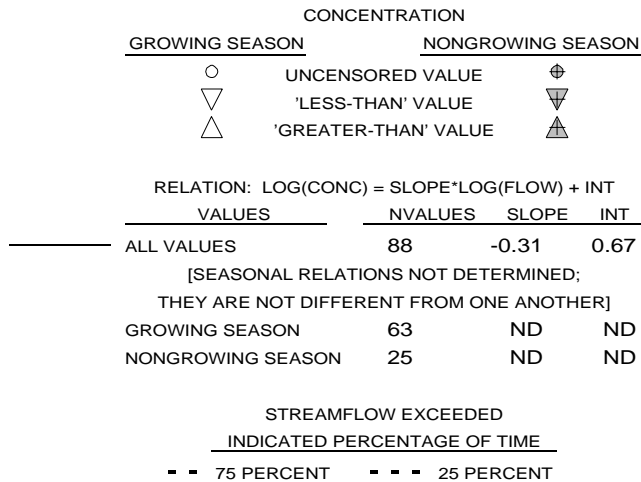 CONCENTRATION
GROWING SEASON NONGROWING SEASON
UNCENSORED VALUE
'LESS-THAN' VALUE
'GREATER-THAN' VALUE
RELATION: LOG(CONC) = SLOPE*LOG(FLOW) + INT
VALUES NVALUES SLOPE INT
ALL VALUES 88 -0.31 0.67
[SEASONAL RELATIONS NOT DETERMINED;
THEY ARE NOT DIFFERENT FROM ONE ANOTHER]
GROWING SEASON 63 ND ND
NONGROWING SEASON 25 ND ND
STREAMFLOW EXCEEDED
INDICATED PERCENTAGE OF TIME
75 PERCENT 25 PERCENT